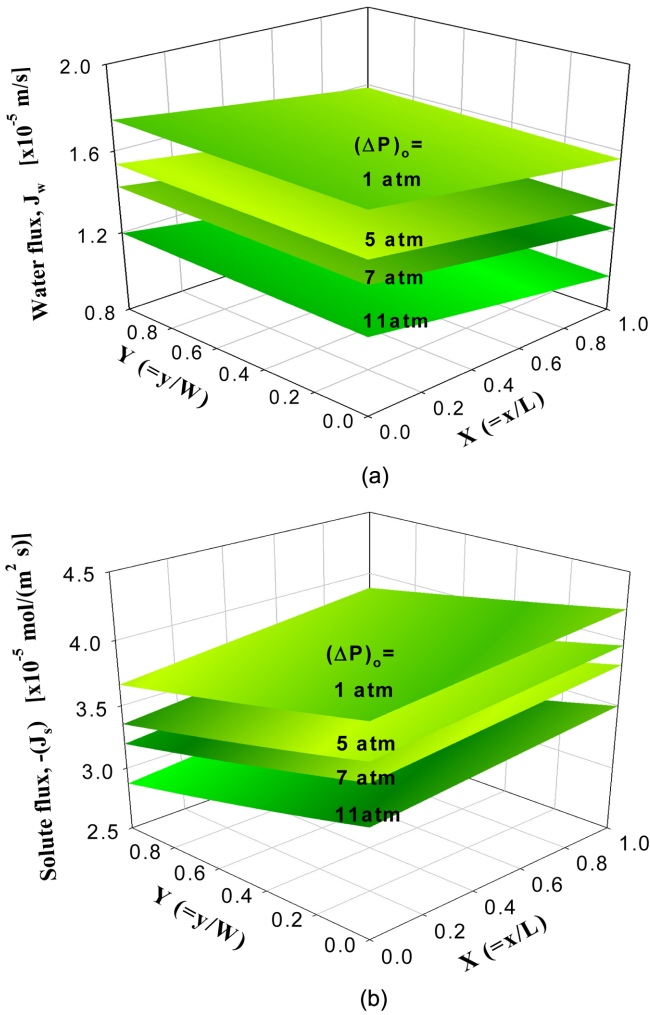 2.0
1.6
1.2
0.8
Water flux, J_w [x10^-5 m/s]
(ΔP)_o=
1 atm
5 atm
7 atm
11atm
0.8
0.6
0.4
0.2
0.0
Y (=y/W)
0.0
0.2
0.4
0.6
0.8
1.0
X (=x/L)
(a)
4.5
4.0
3.5
3.0
2.5
Solute flux, -(J_s) [x10^-5 mol/(m^2 s)]
(ΔP)_o=
1 atm
5 atm
7 atm
11atm
0.8
0.6
0.4
0.2
0.0
Y (=y/W)
0.0
0.2
0.4
0.6
0.8
1.0
X (=x/L)
(b)